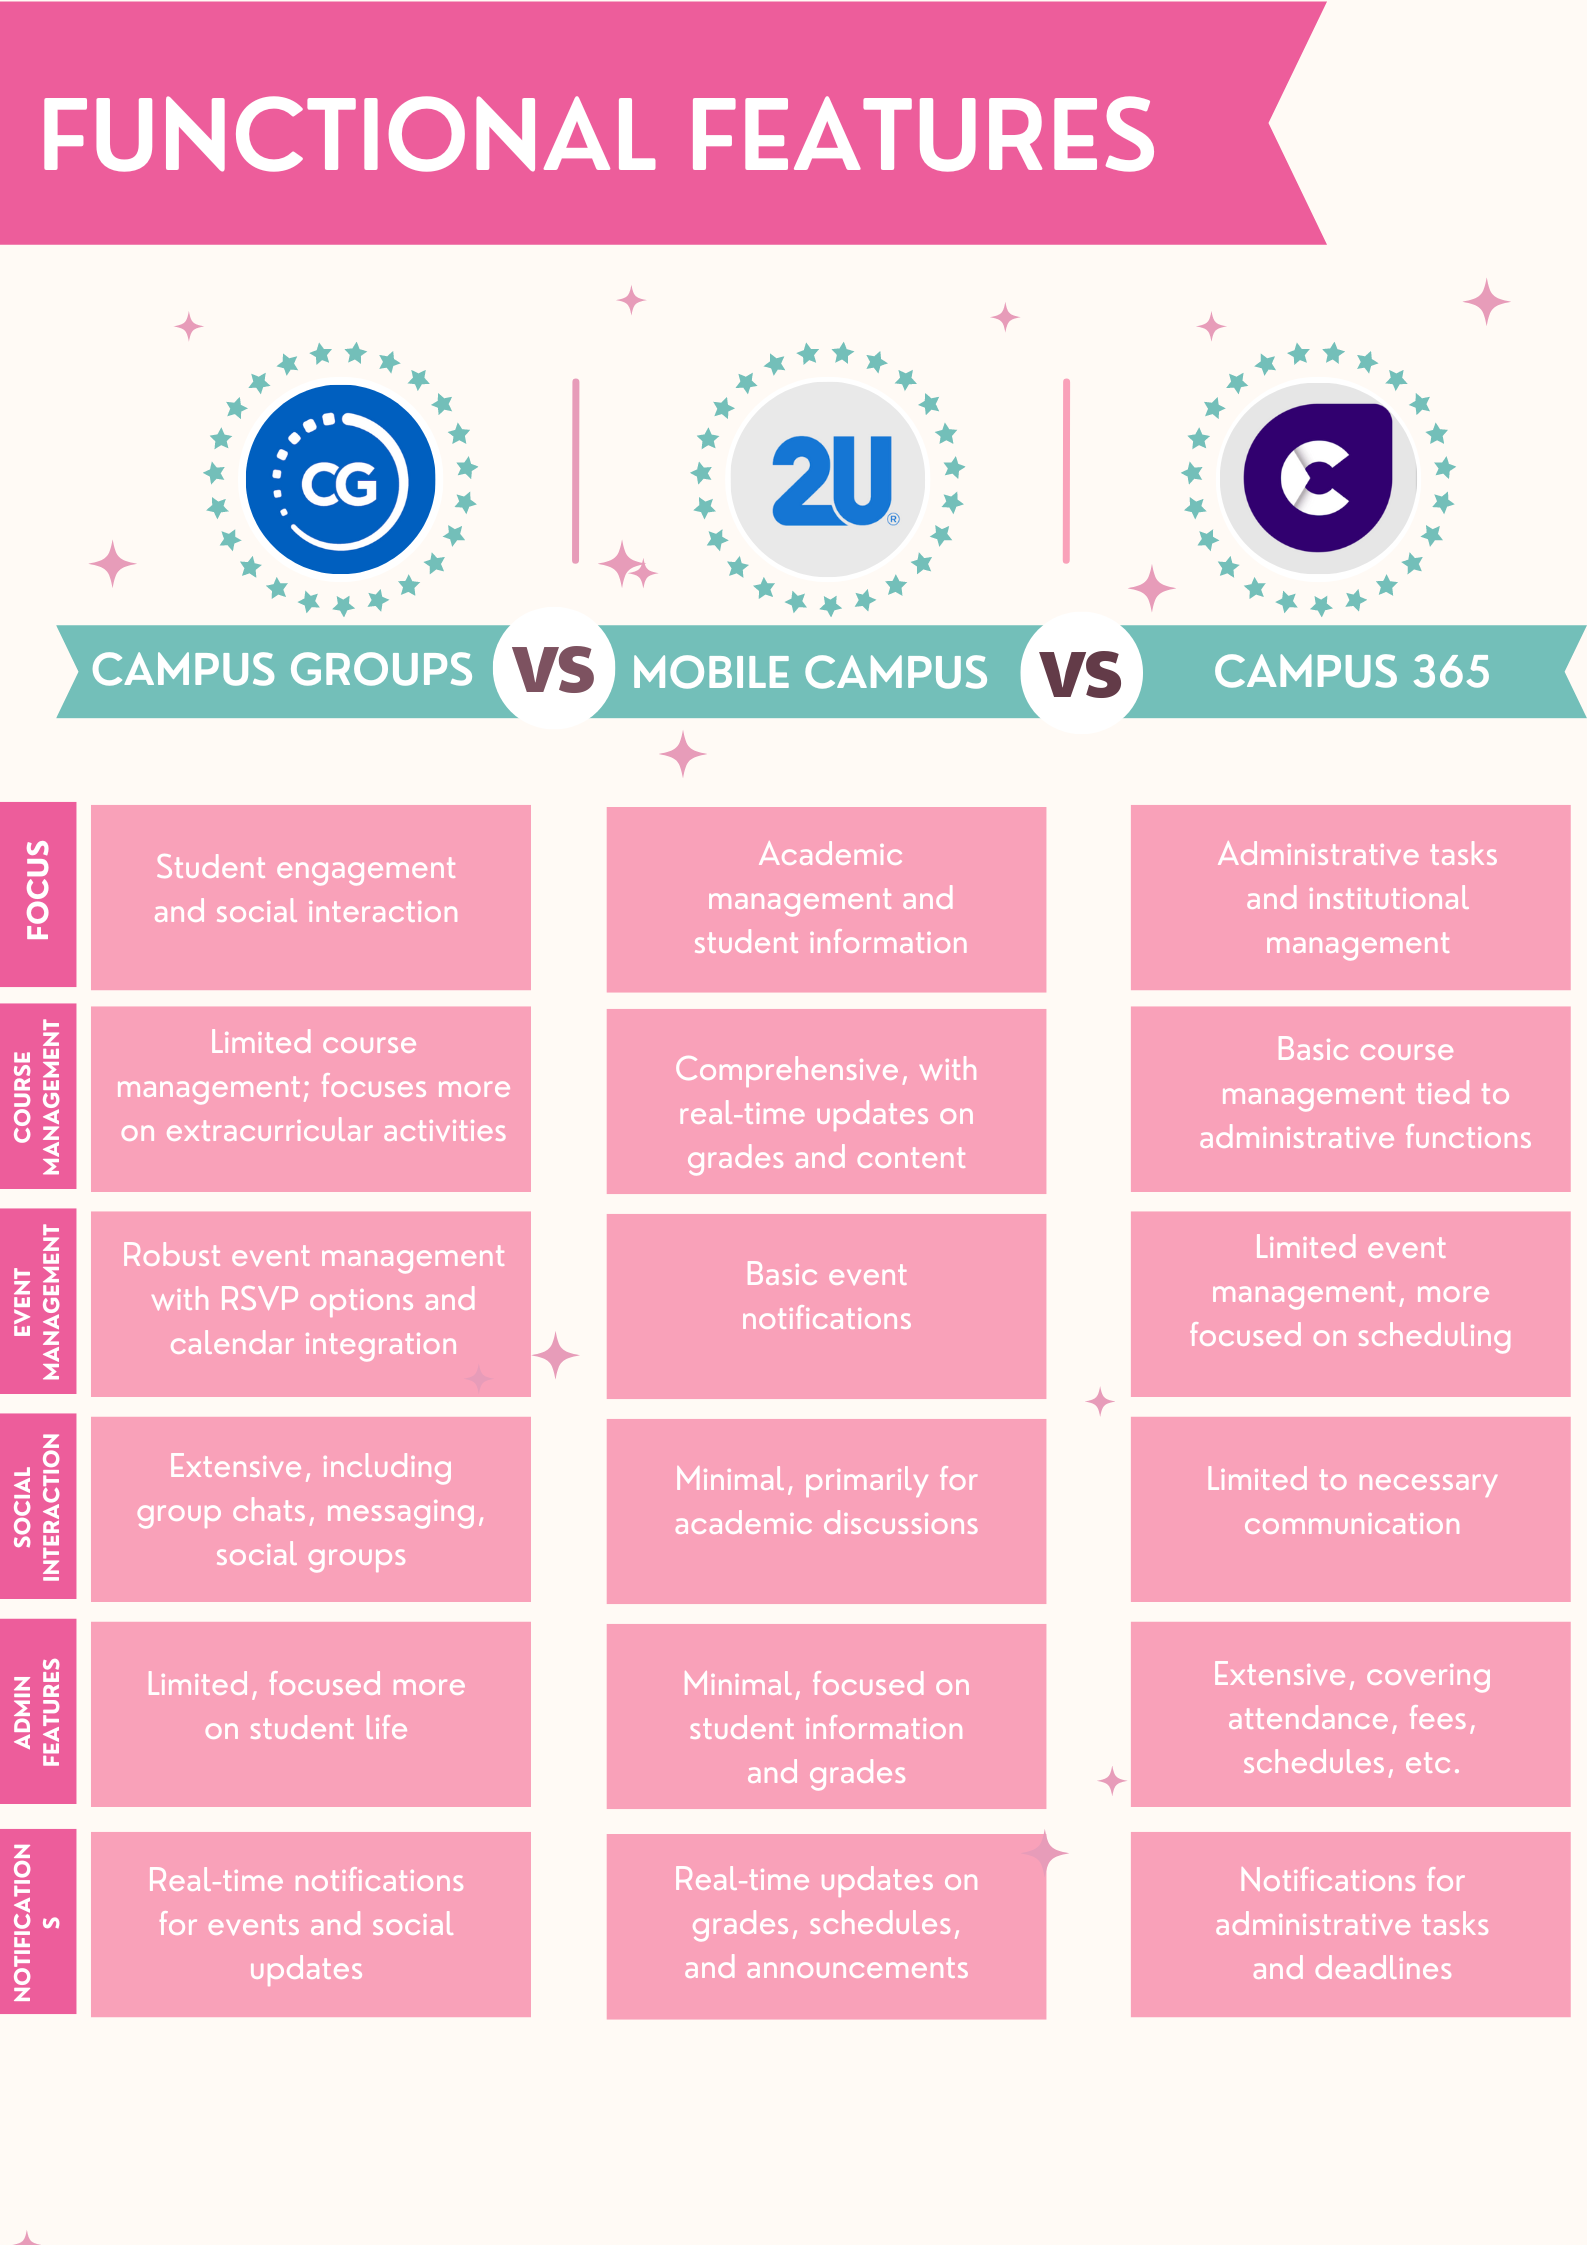 FUNCTIONAL FEATURES
CG
2U®
C
CAMPUS GROUPS
VS
MOBILE CAMPUS
VS
CAMPUS 365
FOCUS
Student engagement
and social interaction
Academic
management and
student information
Administrative tasks
and institutional
management
COURSE
MANAGEMENT
Limited course
management; focuses more
on extracurricular activities
Comprehensive, with
real-time updates on
grades and content
Basic course
management tied to
administrative functions
EVENT
MANAGEMENT
Robust event management
with RSVP options and
calendar integration
Basic event
notifications
Limited event
management, more
focused on scheduling
SOCIAL
INTERACTION
Extensive, including
group chats, messaging,
social groups
Minimal, primarily for
academic discussions
Limited to necessary
communication
ADMIN
FEATURES
Limited, focused more
on student life
Minimal, focused on
student information
and grades
Extensive, covering
attendance, fees,
schedules, etc.
NOTIFICATION
S
Real-time notifications
for events and social
updates
Real-time updates on
grades, schedules,
and announcements
Notifications for
administrative tasks
and deadlines